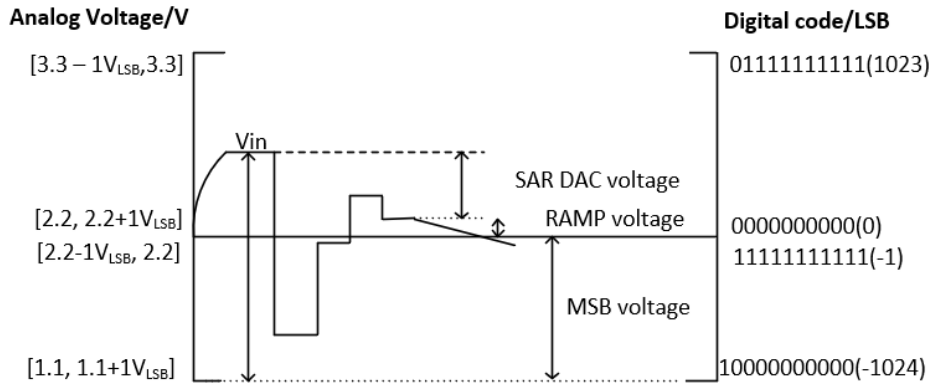 Analog Voltage/V
Digital code/LSB
[3.3 – 1VLSB,3.3]
01111111111(1023)
Vin
SAR DAC voltage
[2.2, 2.2+1VLSB]
RAMP voltage
0000000000(0)
[2.2-1VLSB, 2.2]
11111111111(-1)
MSB voltage
[1.1, 1.1+1VLSB]
10000000000(-1024)